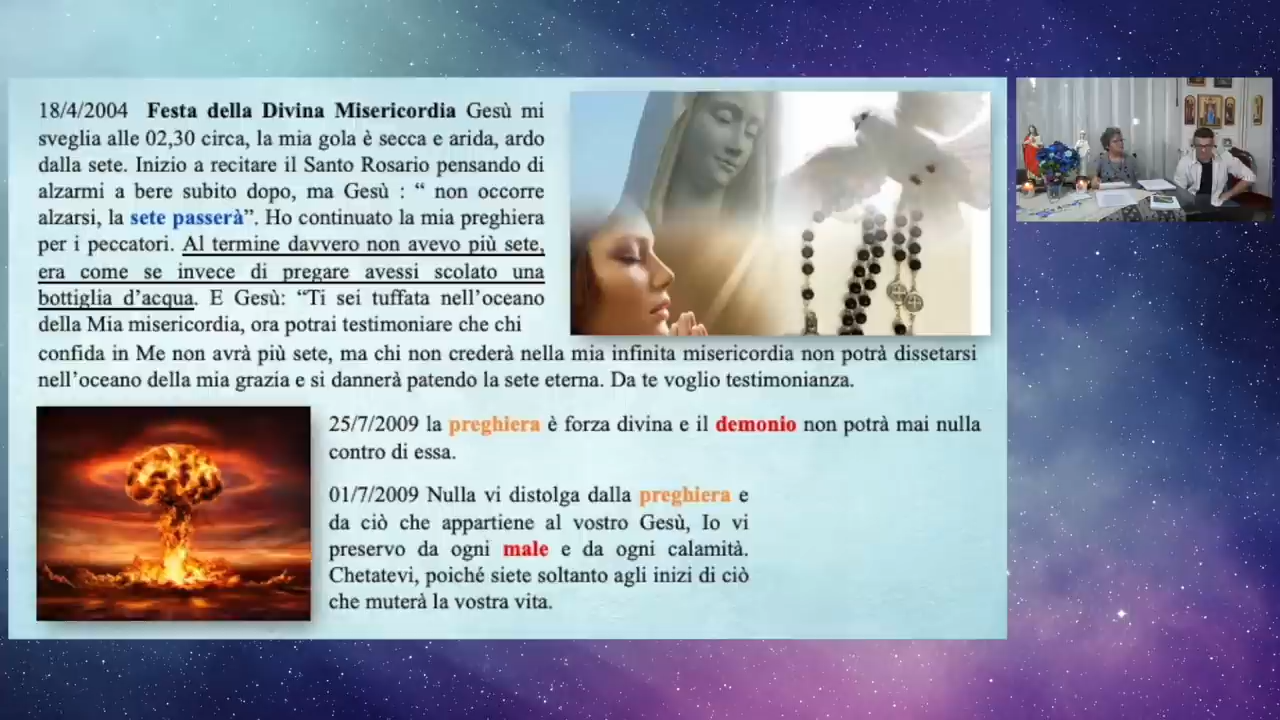 18/4/2004 Festa della Divina Misericordia Gesù mi
sveglia alle 02,30 circa, la mia gola è secca e arida, ardo
dalla sete. Inizio a recitare il Santo Rosario pensando di
alzarmi a bere subito dopo, ma Gesù : “ non occorre
alzarsi, la sete passerà”. Ho continuato la mia preghiera
per i peccatori. Al termine davvero non avevo più sete,
era come se invece di pregare avessi scolato una
bottiglia d’acqua. E Gesù: “Ti sei tuffata nell’oceano
della Mia misericordia, ora potrai testimoniare che chi
confida in Me non avrà più sete, ma chi non crederà nella mia infinita misericordia non potrà dissetarsi
nell’oceano della mia grazia e si dannerà patendo la sete eterna. Da te voglio testimonianza.
25/7/2009 la preghiera è forza divina e il demonio non potrà mai nulla
contro di essa.
01/7/2009 Nulla vi distolga dalla preghiera e
da ciò che appartiene al vostro Gesù, Io vi
preservo da ogni male e da ogni calamità.
Chetatevi, poiché siete soltanto agli inizi di ciò
che muterà la vostra vita.